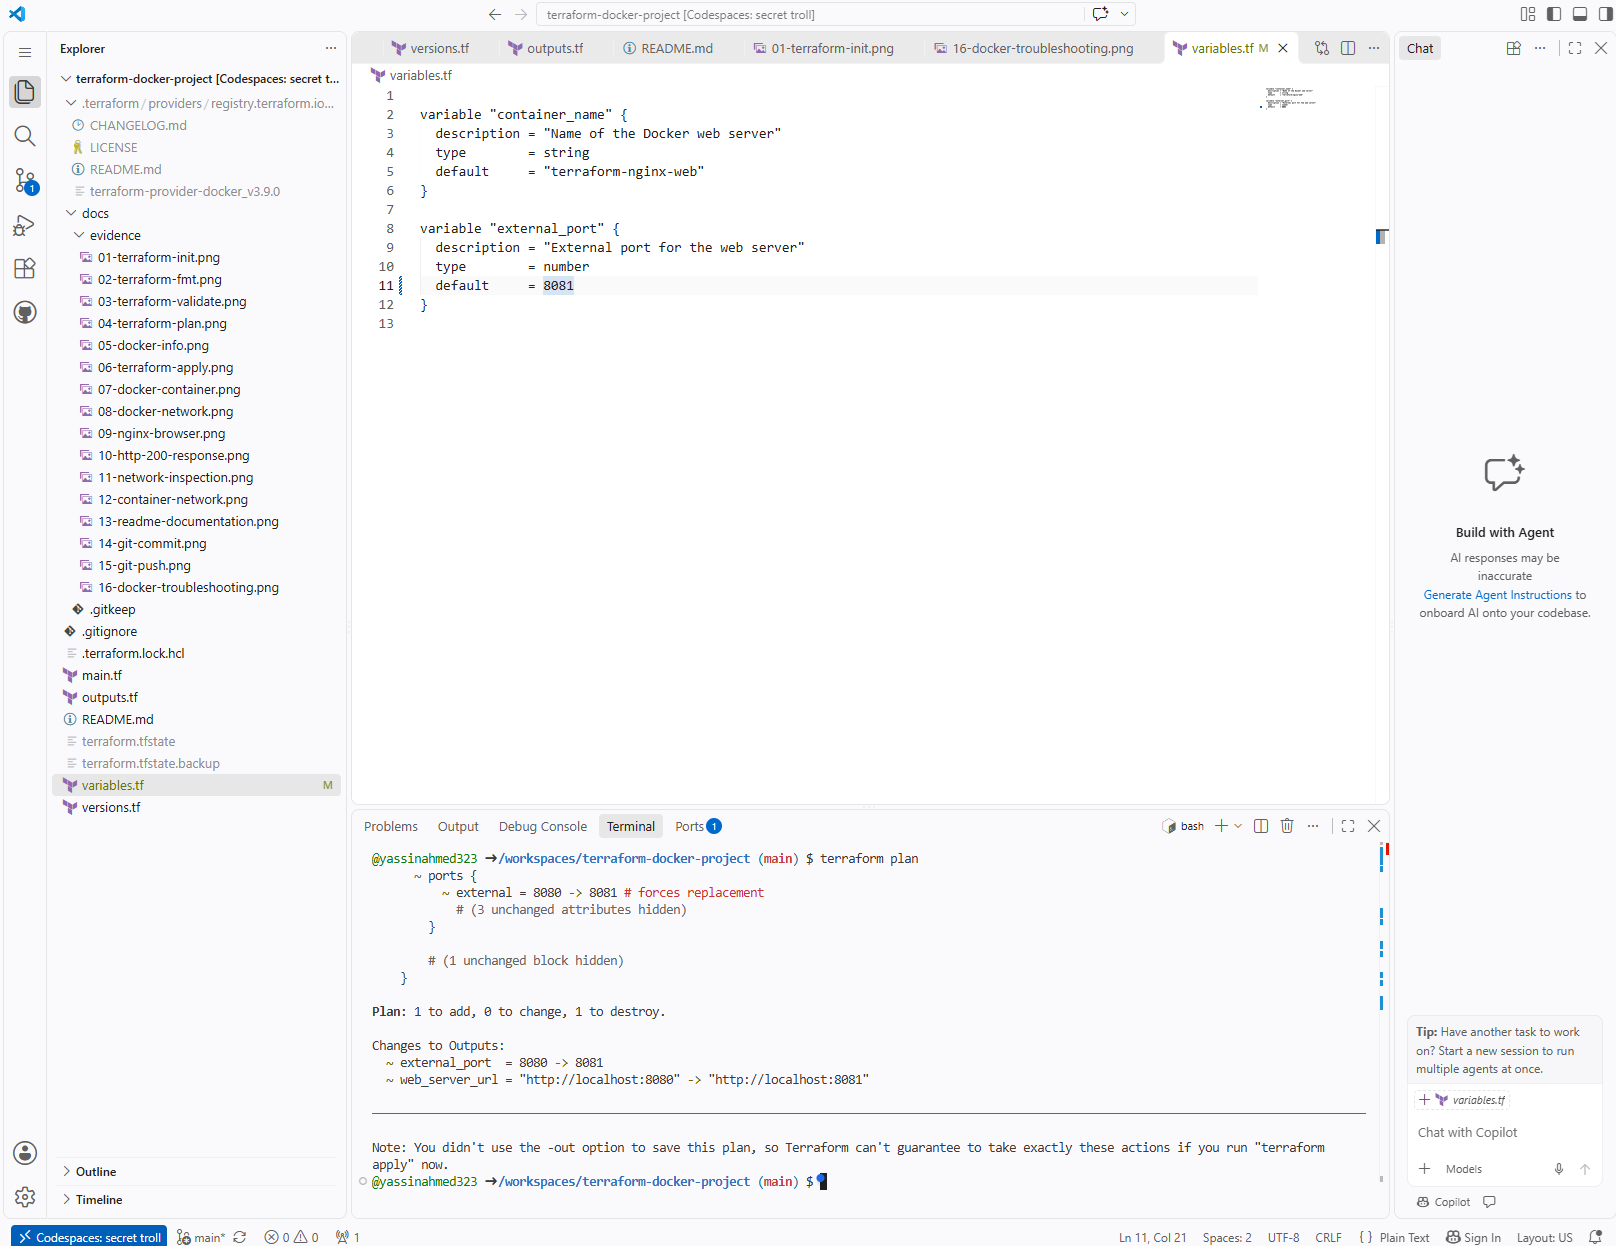 terraform-docker-project [Codespaces: secret troll]
Explorer
terraform-docker-project [Codespaces: secret t...
.terraform / providers / registry.terraform.io...
CHANGELOG.md
LICENSE
README.md
terraform-provider-docker_v3.9.0
docs
evidence
01-terraform-init.png
02-terraform-fmt.png
03-terraform-validate.png
04-terraform-plan.png
05-docker-info.png
06-terraform-apply.png
07-docker-container.png
08-docker-network.png
09-nginx-browser.png
10-http-200-response.png
11-network-inspection.png
12-container-network.png
13-readme-documentation.png
14-git-commit.png
15-git-push.png
16-docker-troubleshooting.png
.gitkeep
.gitignore
.terraform.lock.hcl
main.tf
outputs.tf
README.md
terraform.tfstate
terraform.tfstate.backup
variables.tf M
versions.tf
Outline
Timeline
1
versions.tf outputs.tf README.md 01-terraform-init.png 16-docker-troubleshooting.png variables.tf M
variables.tf
1
2 variable "container_name" {
3 description = "Name of the Docker web server"
4 type = string
5 default = "terraform-nginx-web"
6 }
7
8 variable "external_port" {
9 description = "External port for the web server"
10 type = number
11 default = 8081
12 }
13
Problems Output Debug Console Terminal Ports 1
bash
@yassinahmed323 ➜/workspaces/terraform-docker-project (main) $ terraform plan
~ ports {
~ external = 8080 -> 8081 # forces replacement
# (3 unchanged attributes hidden)
}
# (1 unchanged block hidden)
}
Plan: 1 to add, 0 to change, 1 to destroy.
Changes to Outputs:
~ external_port = 8080 -> 8081
~ web_server_url = "http://localhost:8080" -> "http://localhost:8081"
Note: You didn't use the -out option to save this plan, so Terraform can't guarantee to take exactly these actions if you run "terraform
apply" now.
@yassinahmed323 ➜/workspaces/terraform-docker-project (main) $
Chat
Build with Agent
AI responses may be
inaccurate
Generate Agent Instructions to
onboard AI onto your codebase.
Tip: Have another task to work
on? Start a new session to run
multiple agents at once.
variables.tf
Chat with Copilot
Models
Copilot
Codespaces: secret troll main* 0 0 1
Ln 11, Col 21 Spaces: 2 UTF-8 CRLF { } Plain Text Sign In Layout: US